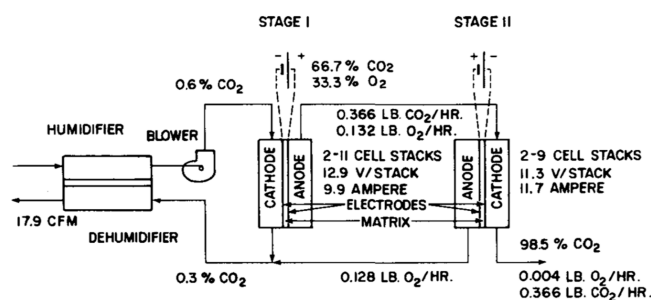 STAGE I
STAGE II
- +
+ -
66.7% CO2
33.3% O2
0.6% CO2
0.366 LB. CO2/HR.
0.132 LB. O2/HR.
HUMIDIFIER
BLOWER
CATHODE
ANODE
2-11 CELL STACKS
12.9 V/STACK
9.9 AMPERE
ELECTRODES
MATRIX
ANODE
CATHODE
2-9 CELL STACKS
11.3 V/STACK
11.7 AMPERE
17.9 CFM
DEHUMIDIFIER
0.3% CO2
0.128 LB. O2/HR.
98.5% CO2
0.004 LB. O2/HR.
0.366 LB. CO2/HR.